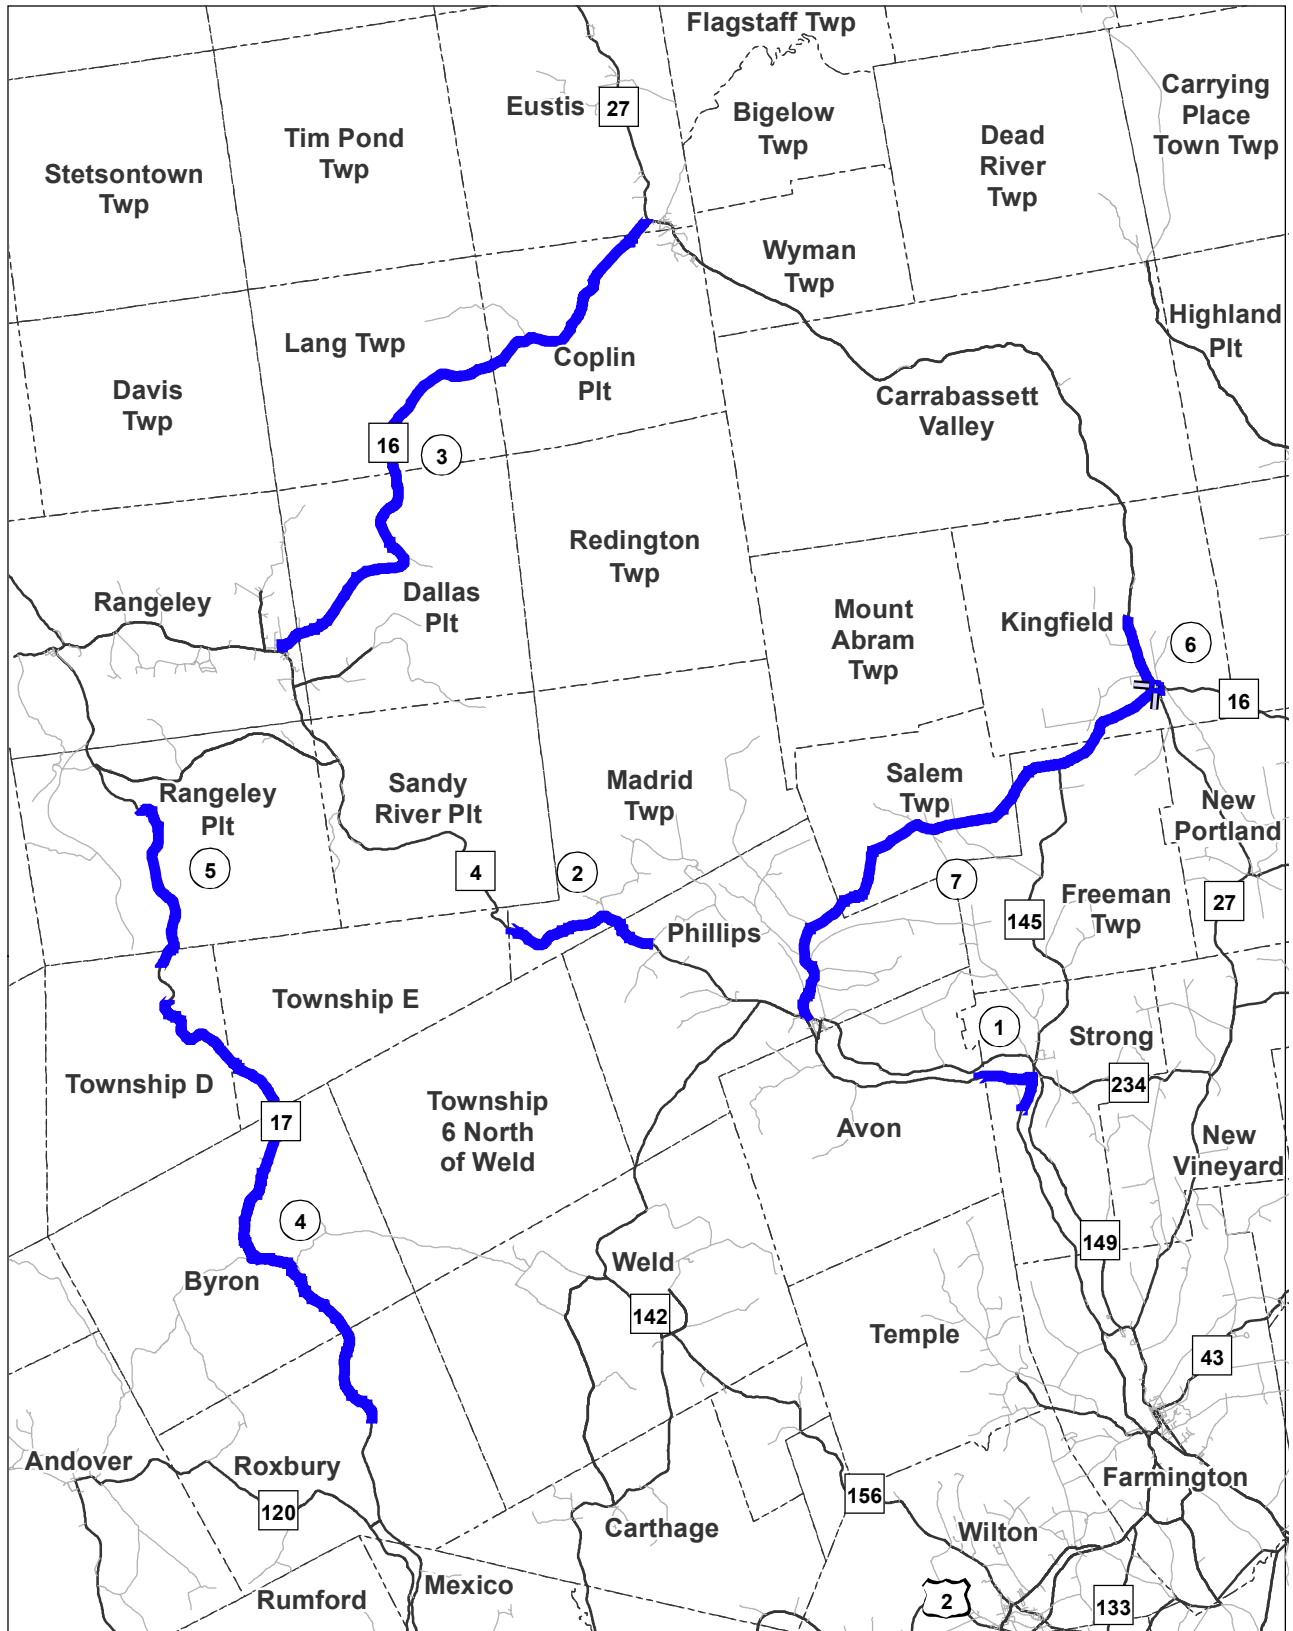 Flagstaff Twp
Eustis
27
Bigelow
Twp
Carrying
Place
Town Twp
Tim Pond
Twp
Dead
River
Twp
Stetsontown
Twp
Wyman
Twp
Highland
Plt
Lang Twp
Coplin
Plt
Davis
Twp
Carrabassett
Valley
16
3
Redington
Twp
Rangeley
Dallas
Plt
Mount
Abram
Twp
Kingfield
6
16
Sandy
River Plt
Madrid
Twp
Salem
Twp
Rangeley
Plt
New
Portland
5
4
2
7
Freeman
Twp
27
145
Phillips
Township E
1
Strong
Township D
234
17
Township
6 North
of Weld
Avon
New
Vineyard
4
149
Byron
Weld
142
Temple
43
Andover
Roxbury
120
Farmington
156
Carthage
Wilton
Rumford
Mexico
2
133